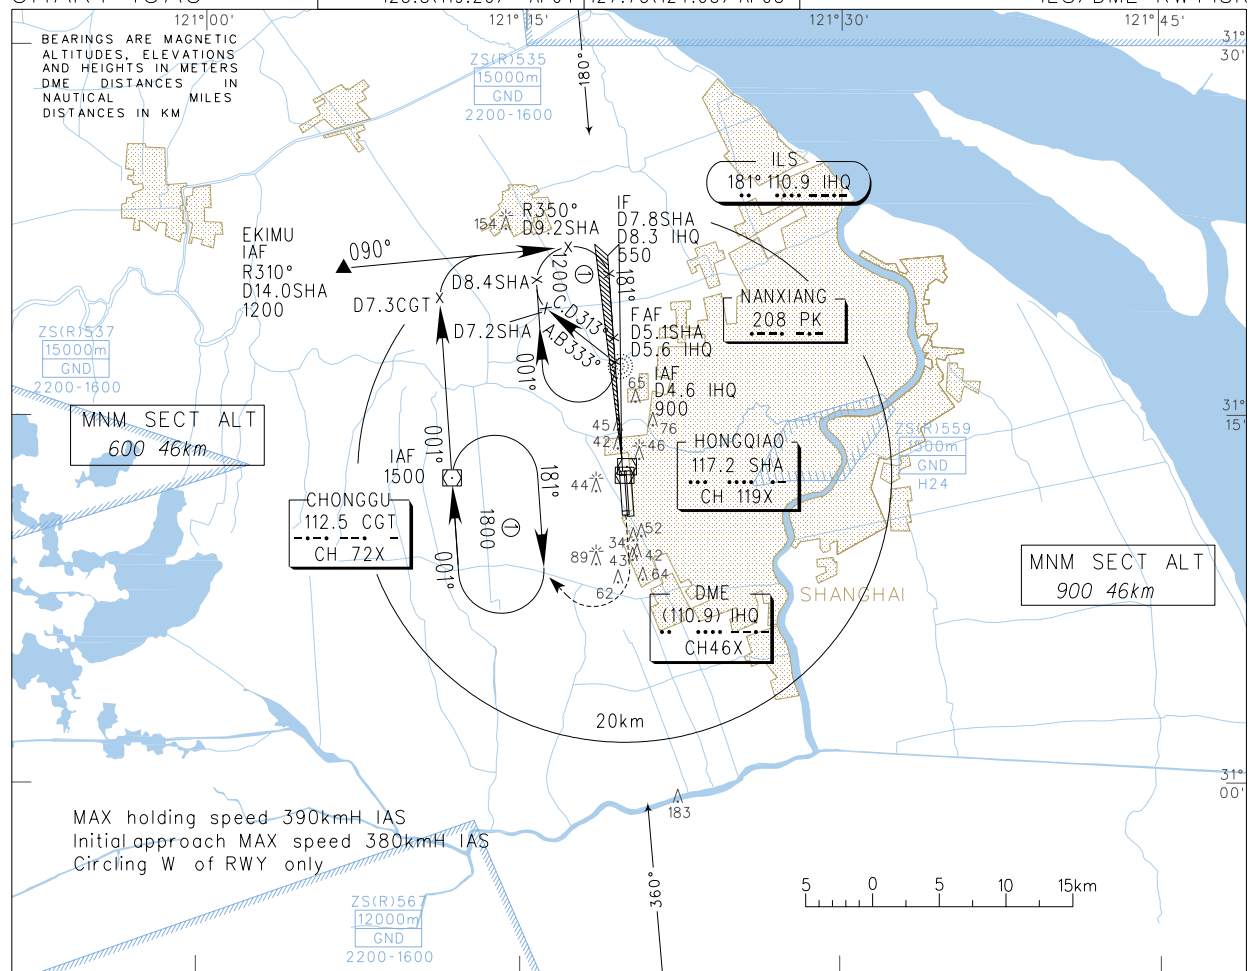 121°00'
121°15'
121°30'
121°45'
31°
30'
BEARINGS ARE MAGNETIC
ALTITUDES, ELEVATIONS
AND HEIGHTS IN METERS
DME DISTANCES IN
NAUTICAL MILES
DISTANCES IN KM
ZS(R)535
15000m
GND
2200-1600
180°
ILS
181° 110.9 IHQ
154
R350°
D9.2SHA
IF
D7.8SHA
D8.3 IHQ
550
EKIMU
IAF
R310°
D14.0SHA
1200
090°
D8.4SHA
1200
1
181°
D7.3CGT
C.D313°
NANXIANG
208 PK
D7.2SHA
A.B333°
FAF
D5.1SHA
D5.6 IHQ
ZS(R)537
15000m
GND
2200-1600
001°
IAF
D4.6 IHQ
900
65
76
45
42
46
31°
15'
MNM SECT ALT
600 46km
ZS(R)559
1500m
GND
H24
HONGQIAO
117.2 SHA
CH 119X
IAF
1500
001°
181°
1800
1
44
CHONGGU
112.5 CGT
CH 72X
001°
52
34
42
43
89
64
62
MNM SECT ALT
900 46km
SHANGHAI
DME
(110.9) IHQ
CH46X
20km
31°
00'
183
MAX holding speed 390kmH IAS
Initial approach MAX speed 380kmH IAS
Circling W of RWY only
360°
5 0 5 10 15km
ZS(R)567
12000m
GND
2200-1600